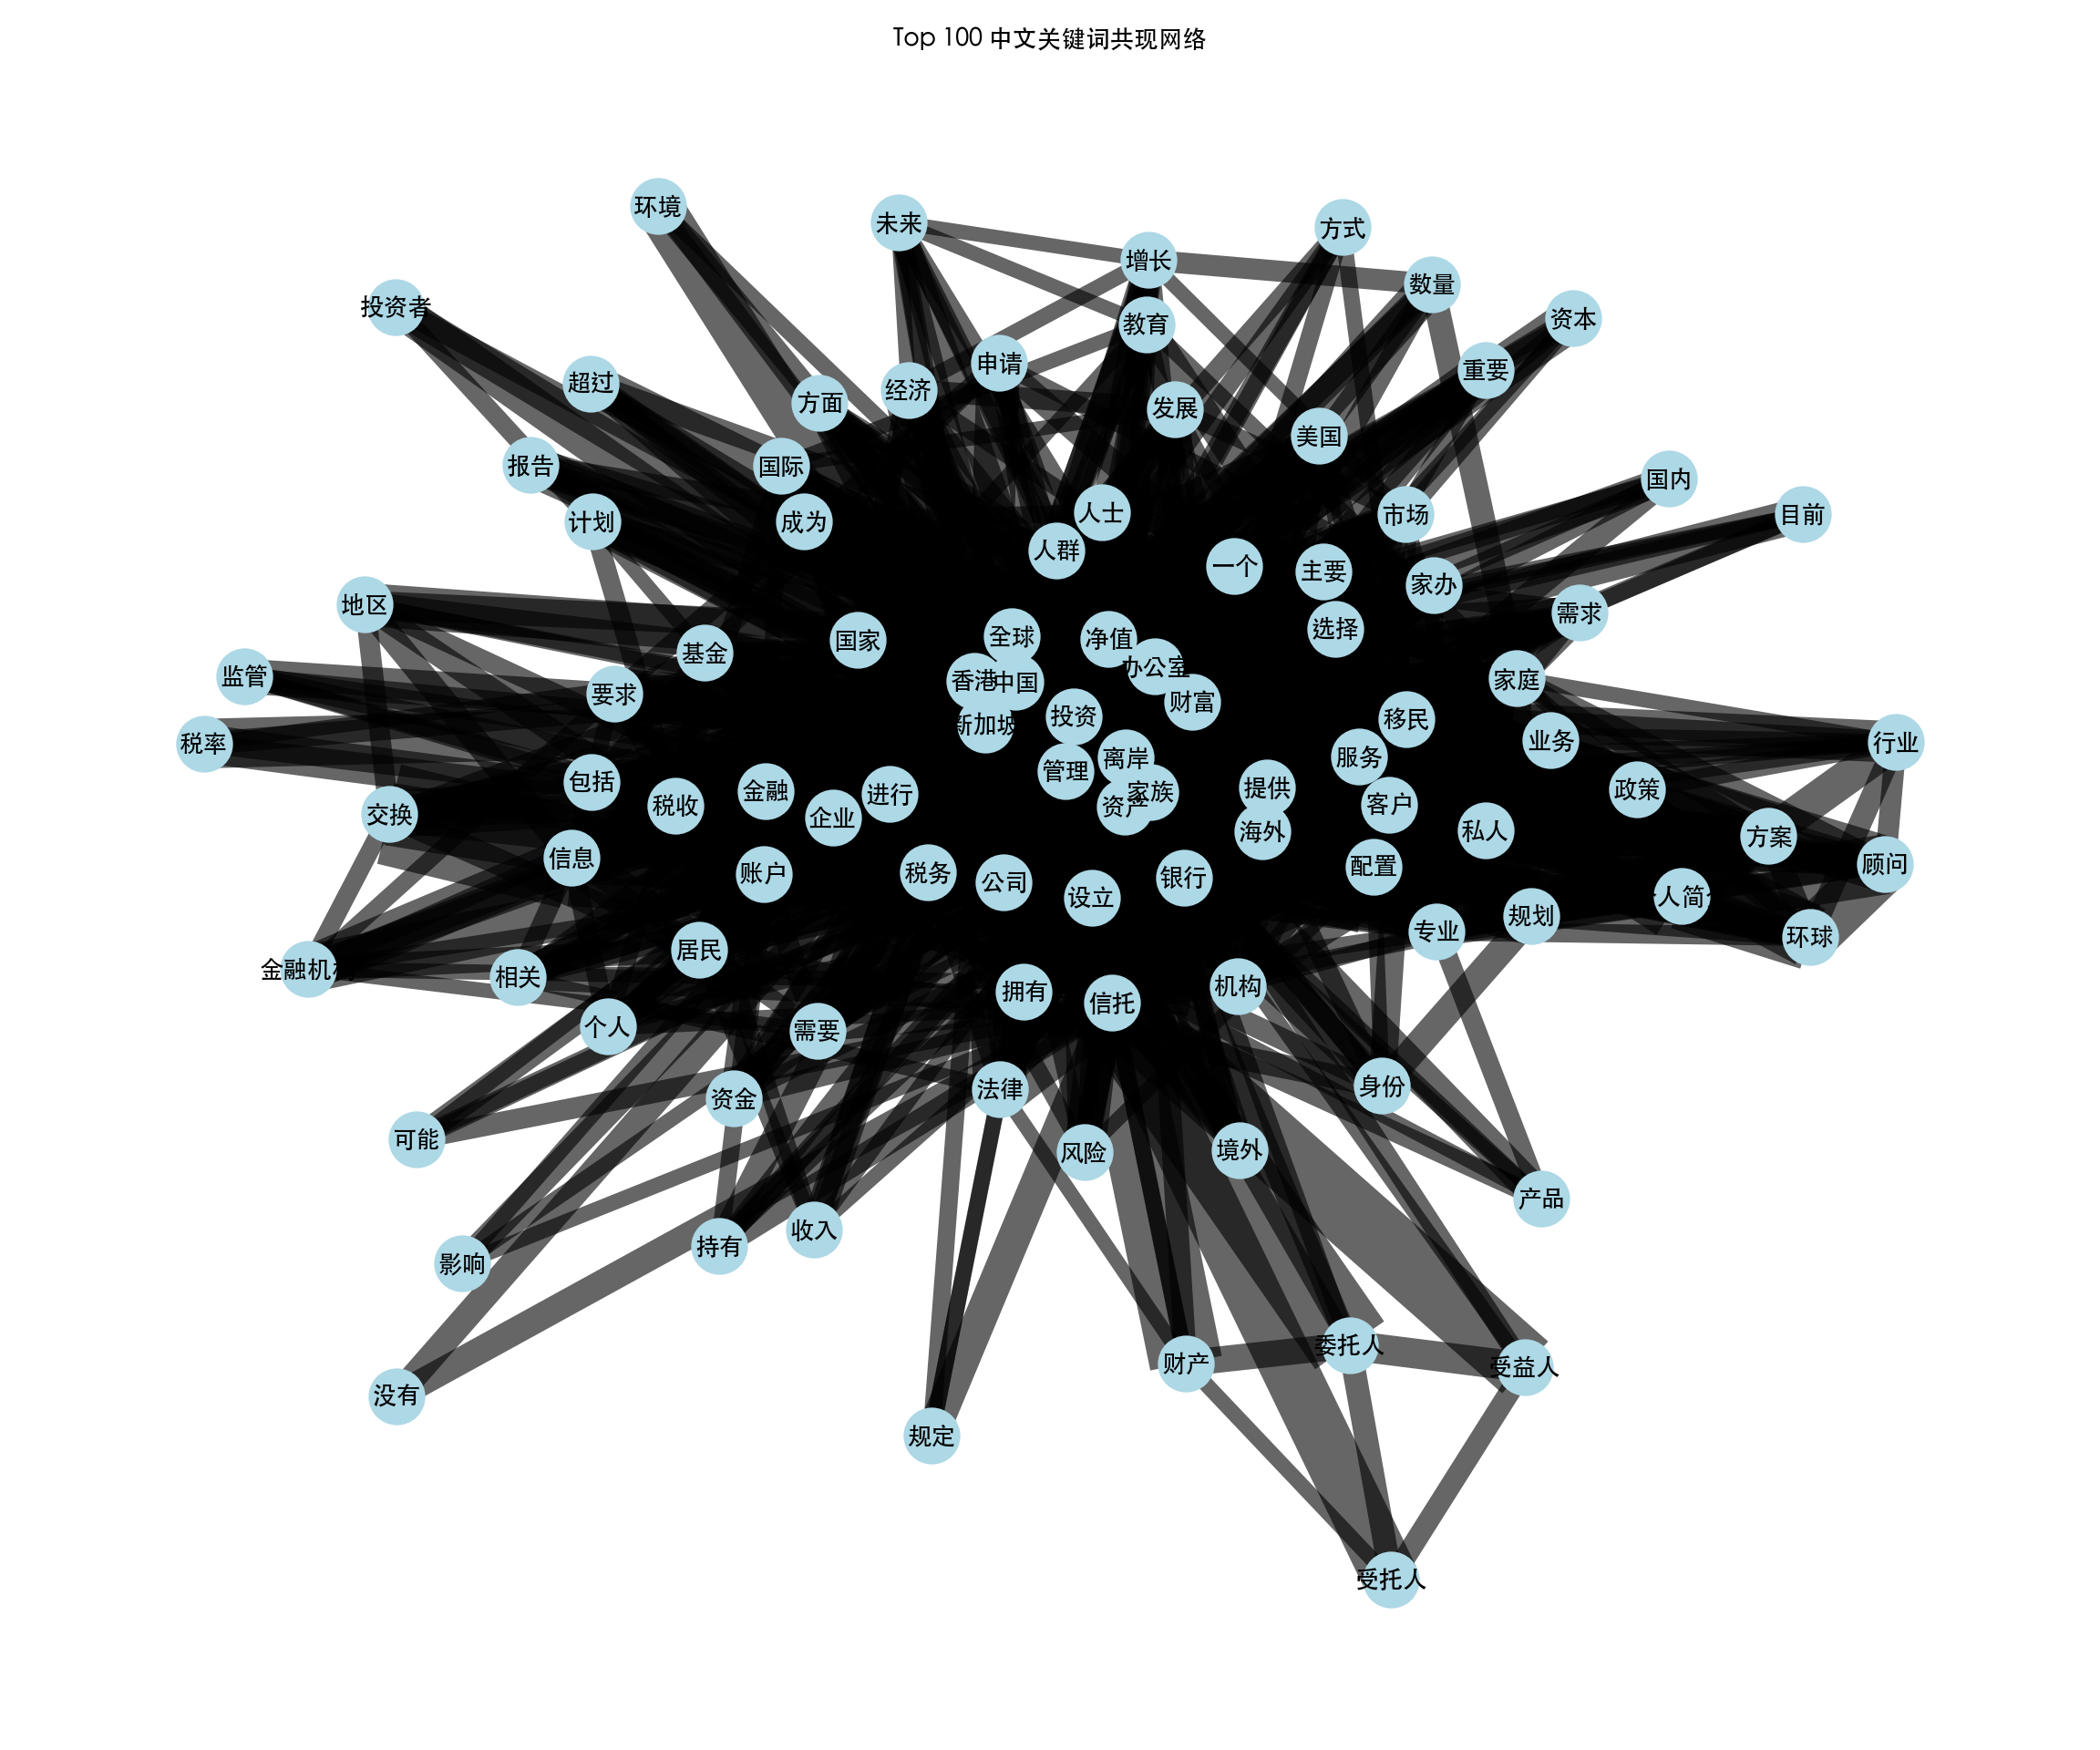 Top 100 中文关键词共现网络
环境
未来
方式
增长
数量
投资者
资本
教育
申请
重要
超过
经济
方面
发展
美国
报告
国际
国内
计划
成为
人士
市场
目前
人群
一个
主要
家办
地区
需求
国家
全球
净值
选择
基金
办公室
监管
香港
中国
家庭
要求
财富
投资
移民
新加坡
税率
业务
行业
离岸
服务
管理
包括
金融
进行
提供
政策
家族
税收
资产
客户
交换
企业
海外
私人
方案
信息
账户
税务
公司
银行
配置
顾问
设立
人简
规划
专业
环球
居民
金融机构
相关
拥有
信托
机构
个人
需要
身份
法律
资金
可能
风险
境外
产品
收入
持有
影响
委托人
财产
受益人
没有
规定
受托人